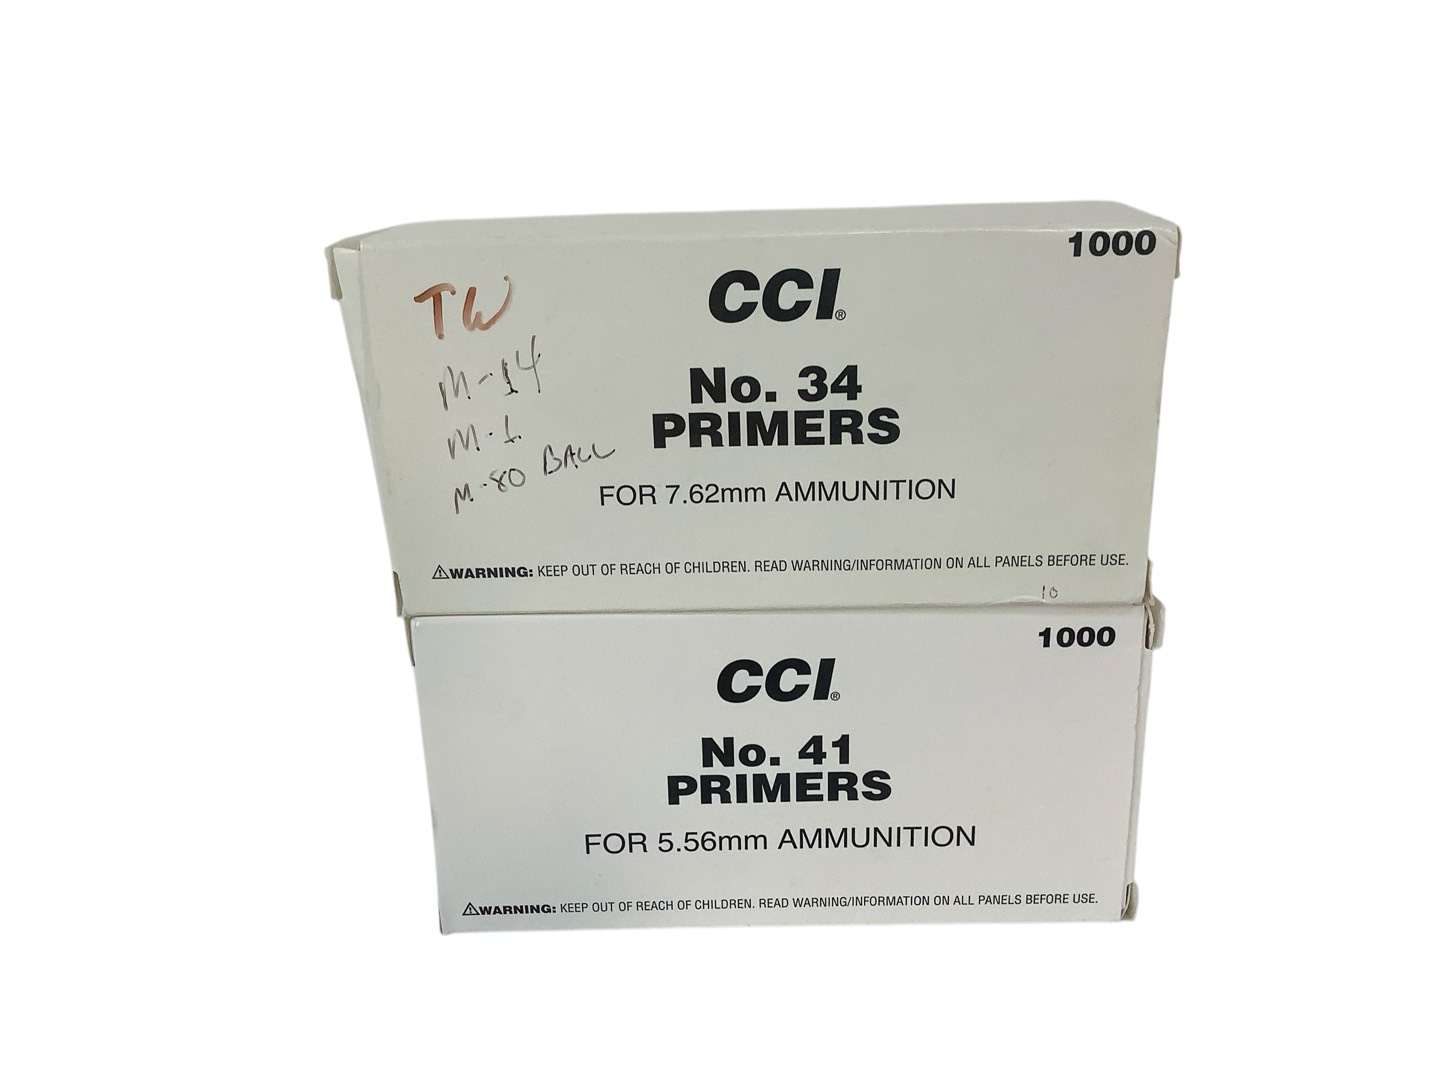 1000
CCI®
TW
No. 34
M-14
PRIMERS
M-1
M-80 BALL
FOR 7.62mm AMMUNITION
⚠WARNING: KEEP OUT OF REACH OF CHILDREN. READ WARNING/INFORMATION ON ALL PANELS BEFORE USE.
10
1000
CCI®
No. 41
PRIMERS
FOR 5.56mm AMMUNITION
⚠WARNING: KEEP OUT OF REACH OF CHILDREN. READ WARNING/INFORMATION ON ALL PANELS BEFORE USE.